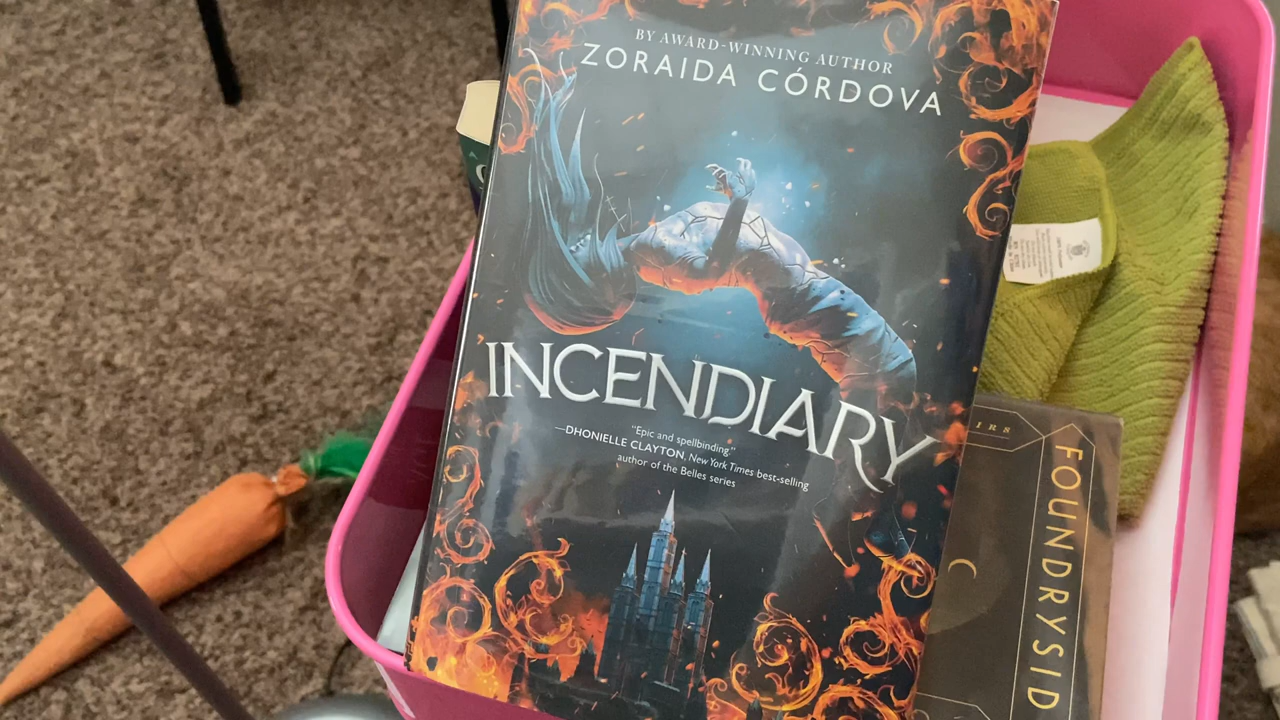 BY AWARD-WINNING AUTHOR
ZORAIDA CÓRDOVA
INCENDIARY
"Epic and spellbinding."
—DHONIELLE CLAYTON, New York Times best-selling
author of the Belles series
IRS
FOUNDRYSID